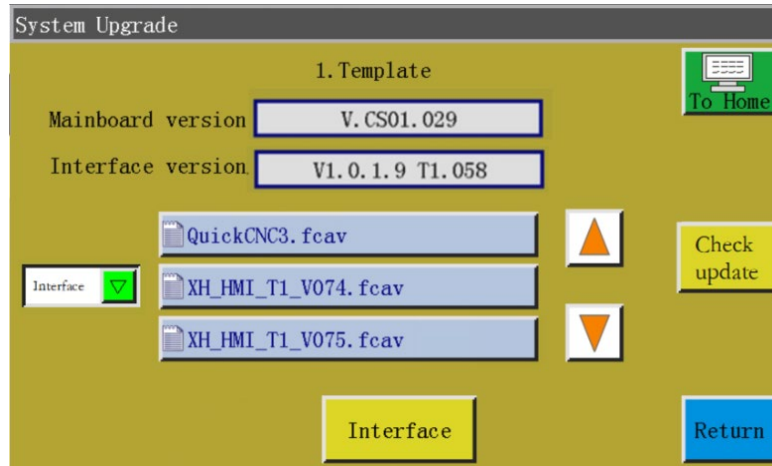 System Upgrade
1.Template
To Home
Mainboard version V.CS01.029
Interface version V1.0.1.9 T1.058
QuickCNC3.fcav
Check update
Interface
XH_HMI_T1_V074.fcav
XH_HMI_T1_V075.fcav
Interface
Return